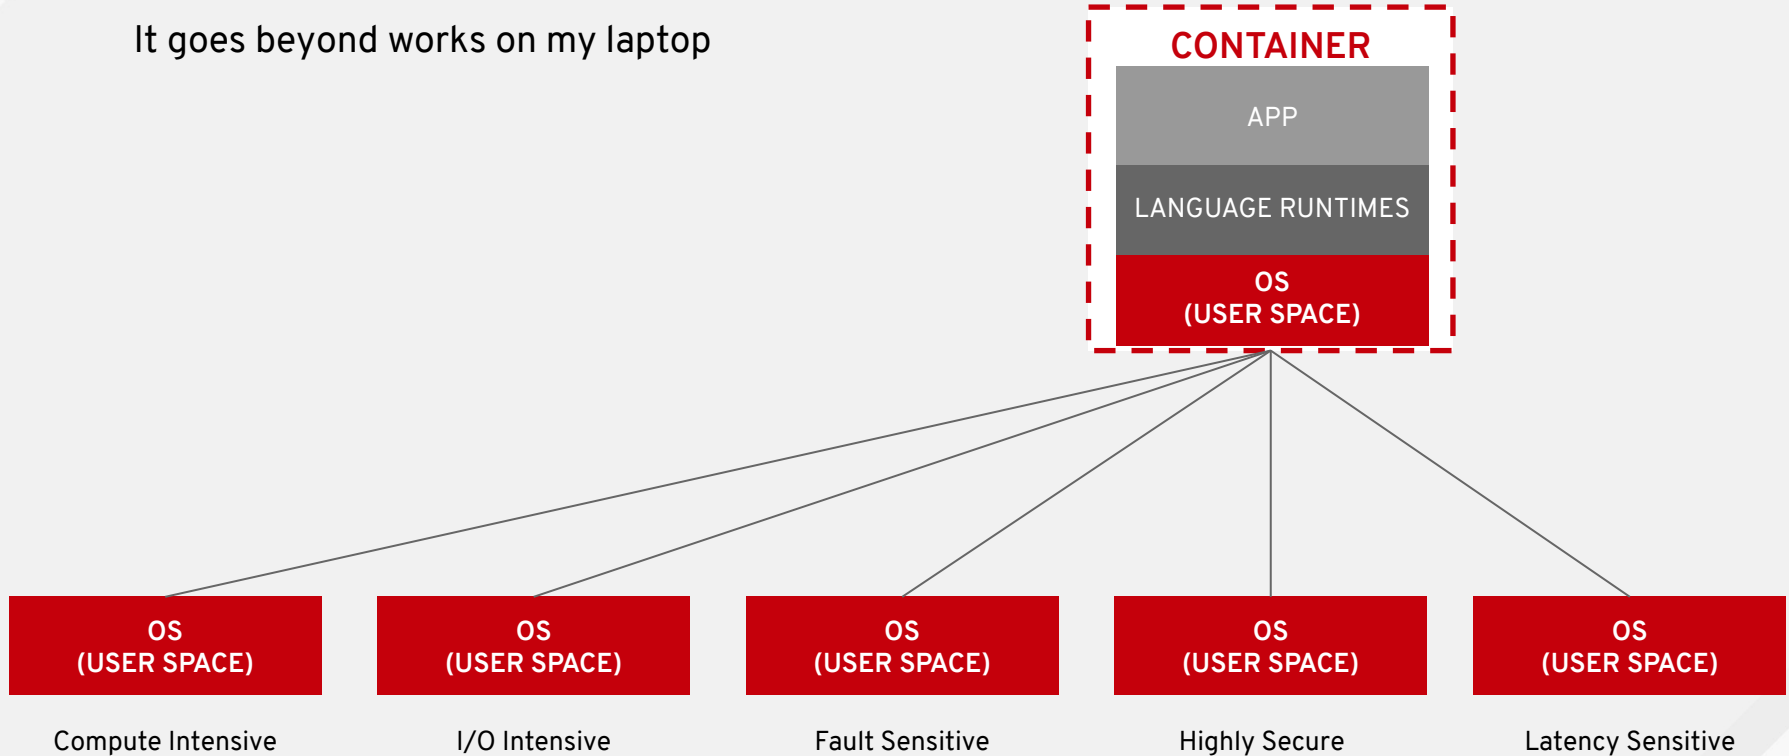 It goes beyond works on my laptop
CONTAINER
APP
LANGUAGE RUNTIMES
OS
(USER SPACE)
OS
(USER SPACE)
OS
(USER SPACE)
OS
(USER SPACE)
OS
(USER SPACE)
OS
(USER SPACE)
Compute Intensive
I/O Intensive
Fault Sensitive
Highly Secure
Latency Sensitive